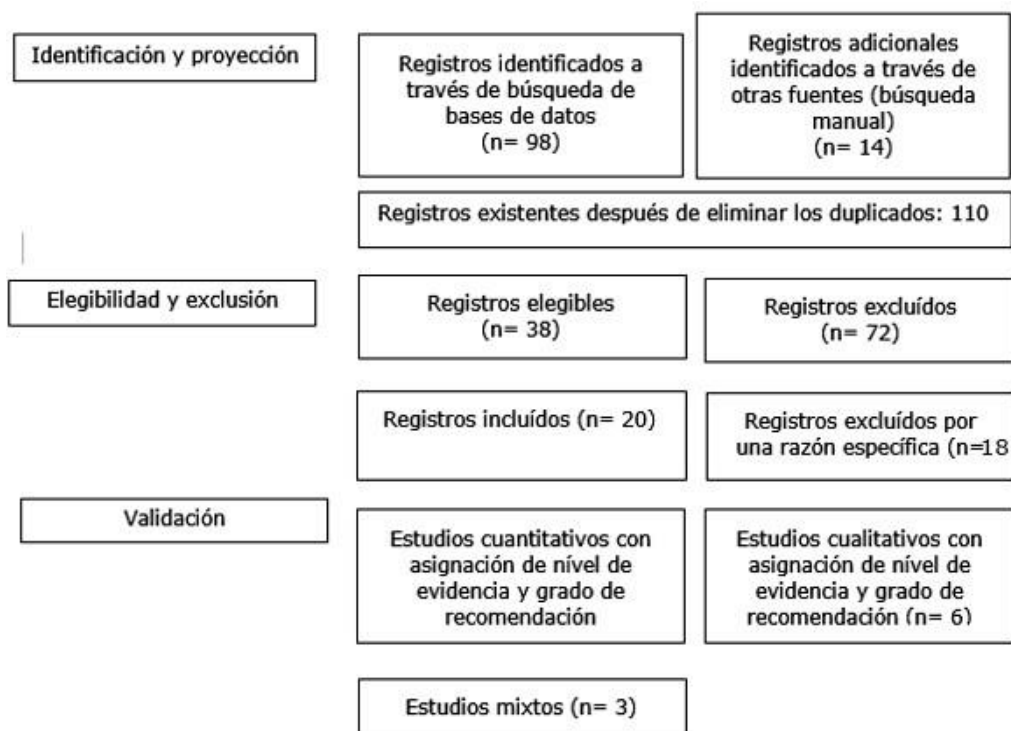 Identificación y proyección
Registros identificados a
través de búsqueda de
bases de datos
(n= 98)
Registros adicionales
identificados a través de
otras fuentes (búsqueda
manual)
(n= 14)
Registros existentes después de eliminar los duplicados: 110
Elegibilidad y exclusión
Registros elegibles
(n= 38)
Registros excluídos
(n= 72)
Registros incluídos (n= 20)
Registros excluídos por
una razón específica (n=18
Validación
Estudios cuantitativos con
asignación de nível de
evidencia y grado de
recomendación
Estudios cualitativos con
asignación de nível de
evidencia y grado de
recomendación (n= 6)
Estudios mixtos (n= 3)